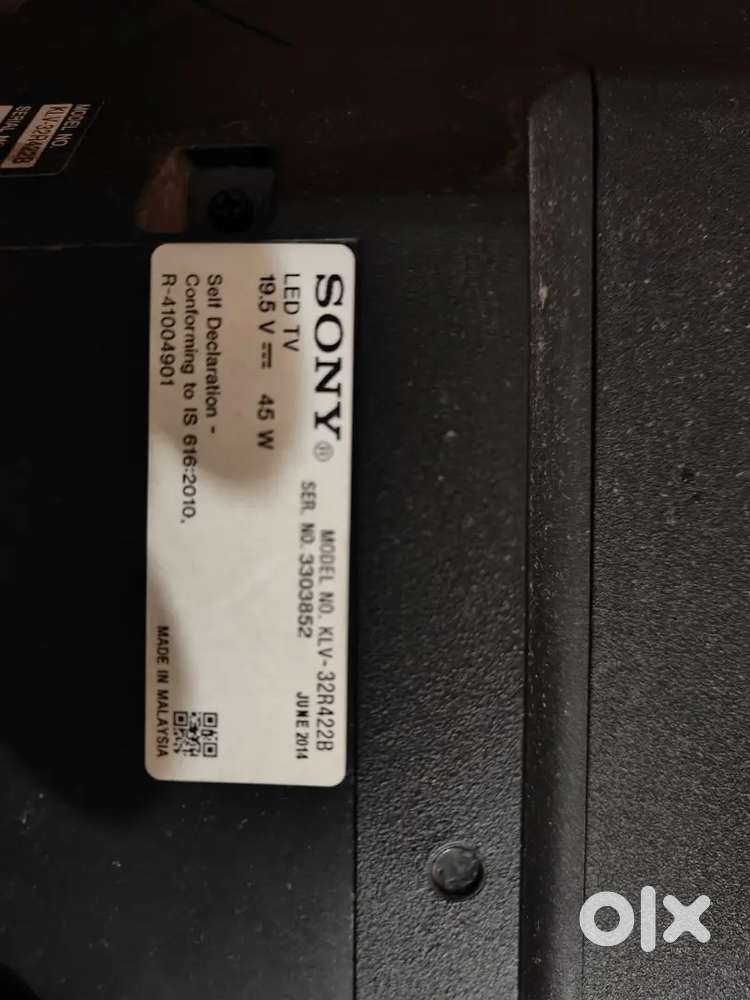 MODEL NO.
KLV-32R422B
SERIAL NO.
SONY®
MODEL NO. KLV-32R422B
LED TV
SER. NO. 3303852
JUNE 2014
19.5 V 45 W
Self Declaration -
Conforming to IS 616:2010,
R-41004901
MADE IN MALAYSIA
olx